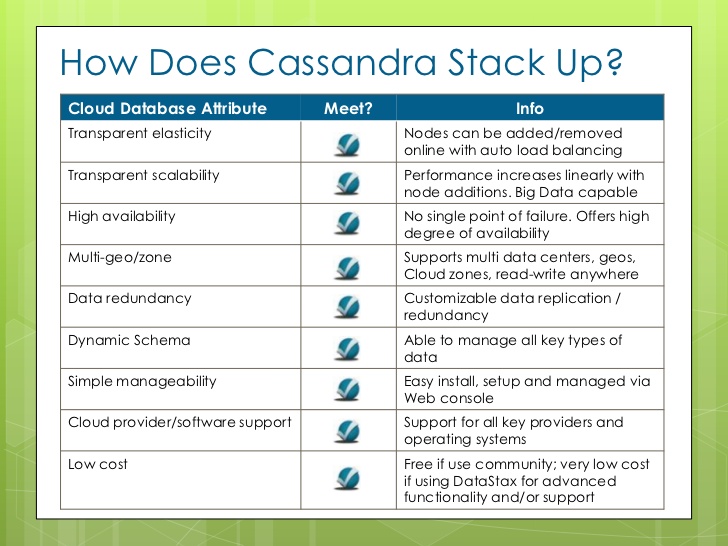 How Does Cassandra Stack Up?
Cloud Database Attribute Meet? Info
Transparent elasticity Nodes can be added/removed
online with auto load balancing
Transparent scalability Performance increases linearly with
node additions. Big Data capable
High availability No single point of failure. Offers high
degree of availability
Multi-geo/zone Supports multi data centers, geos,
Cloud zones, read-write anywhere
Data redundancy Customizable data replication /
redundancy
Dynamic Schema Able to manage all key types of
data
Simple manageability Easy install, setup and managed via
Web console
Cloud provider/software support Support for all key providers and
operating systems
Low cost Free if use community; very low cost
if using DataStax for advanced
functionality and/or support